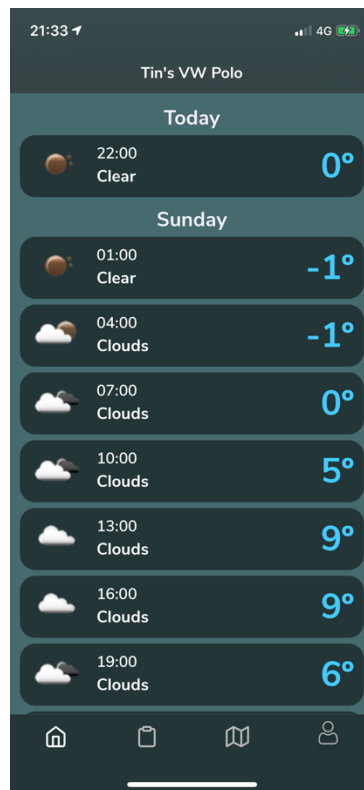 21:33
4G
Tin's VW Polo
Today
22:00
Clear
0°
Sunday
01:00
Clear
-1°
04:00
Clouds
-1°
07:00
Clouds
0°
10:00
Clouds
5°
13:00
Clouds
9°
16:00
Clouds
9°
19:00
Clouds
6°